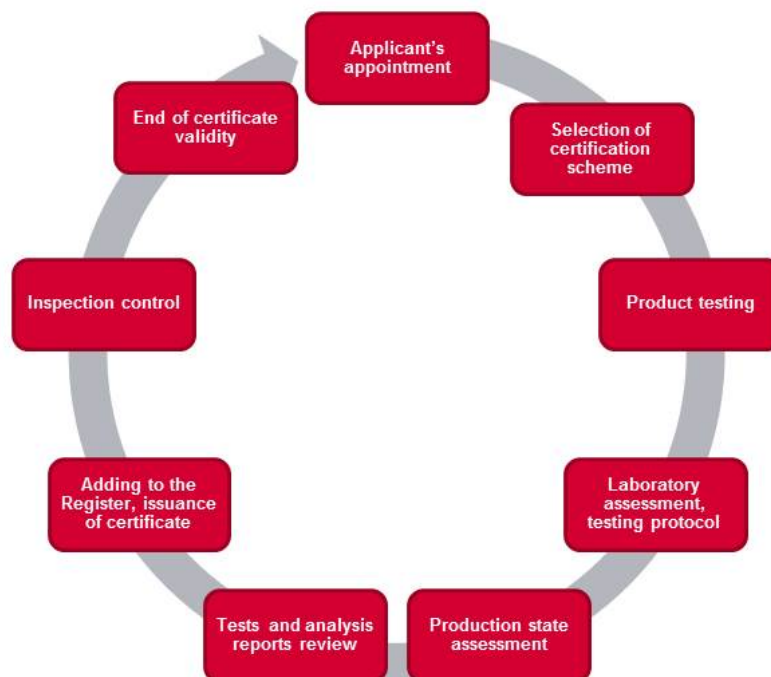 Applicant's
appointment
Selection of
certification
scheme
Product testing
Laboratory
assessment,
testing protocol
Production state
assessment
Tests and analysis
reports review
Adding to the
Register, issuance
of certificate
Inspection control
End of certificate
validity